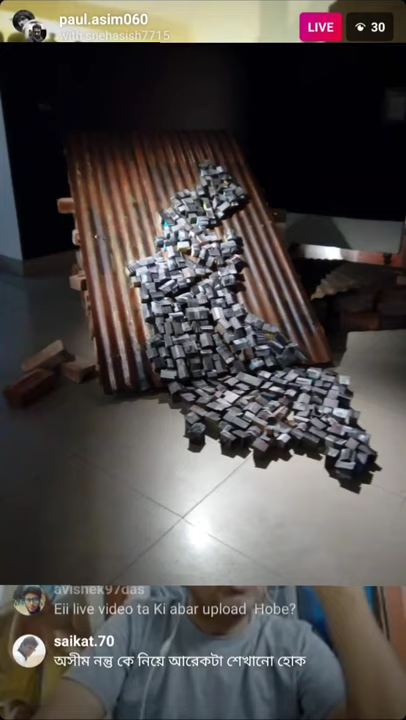 paul.asim060
with snehasish7715
LIVE
30
avishek97das
Eii live video ta Ki abar upload Hobe?
saikat.70
অসীম নন্তু কে নিয়ে আরেকটা শেখানো হোক